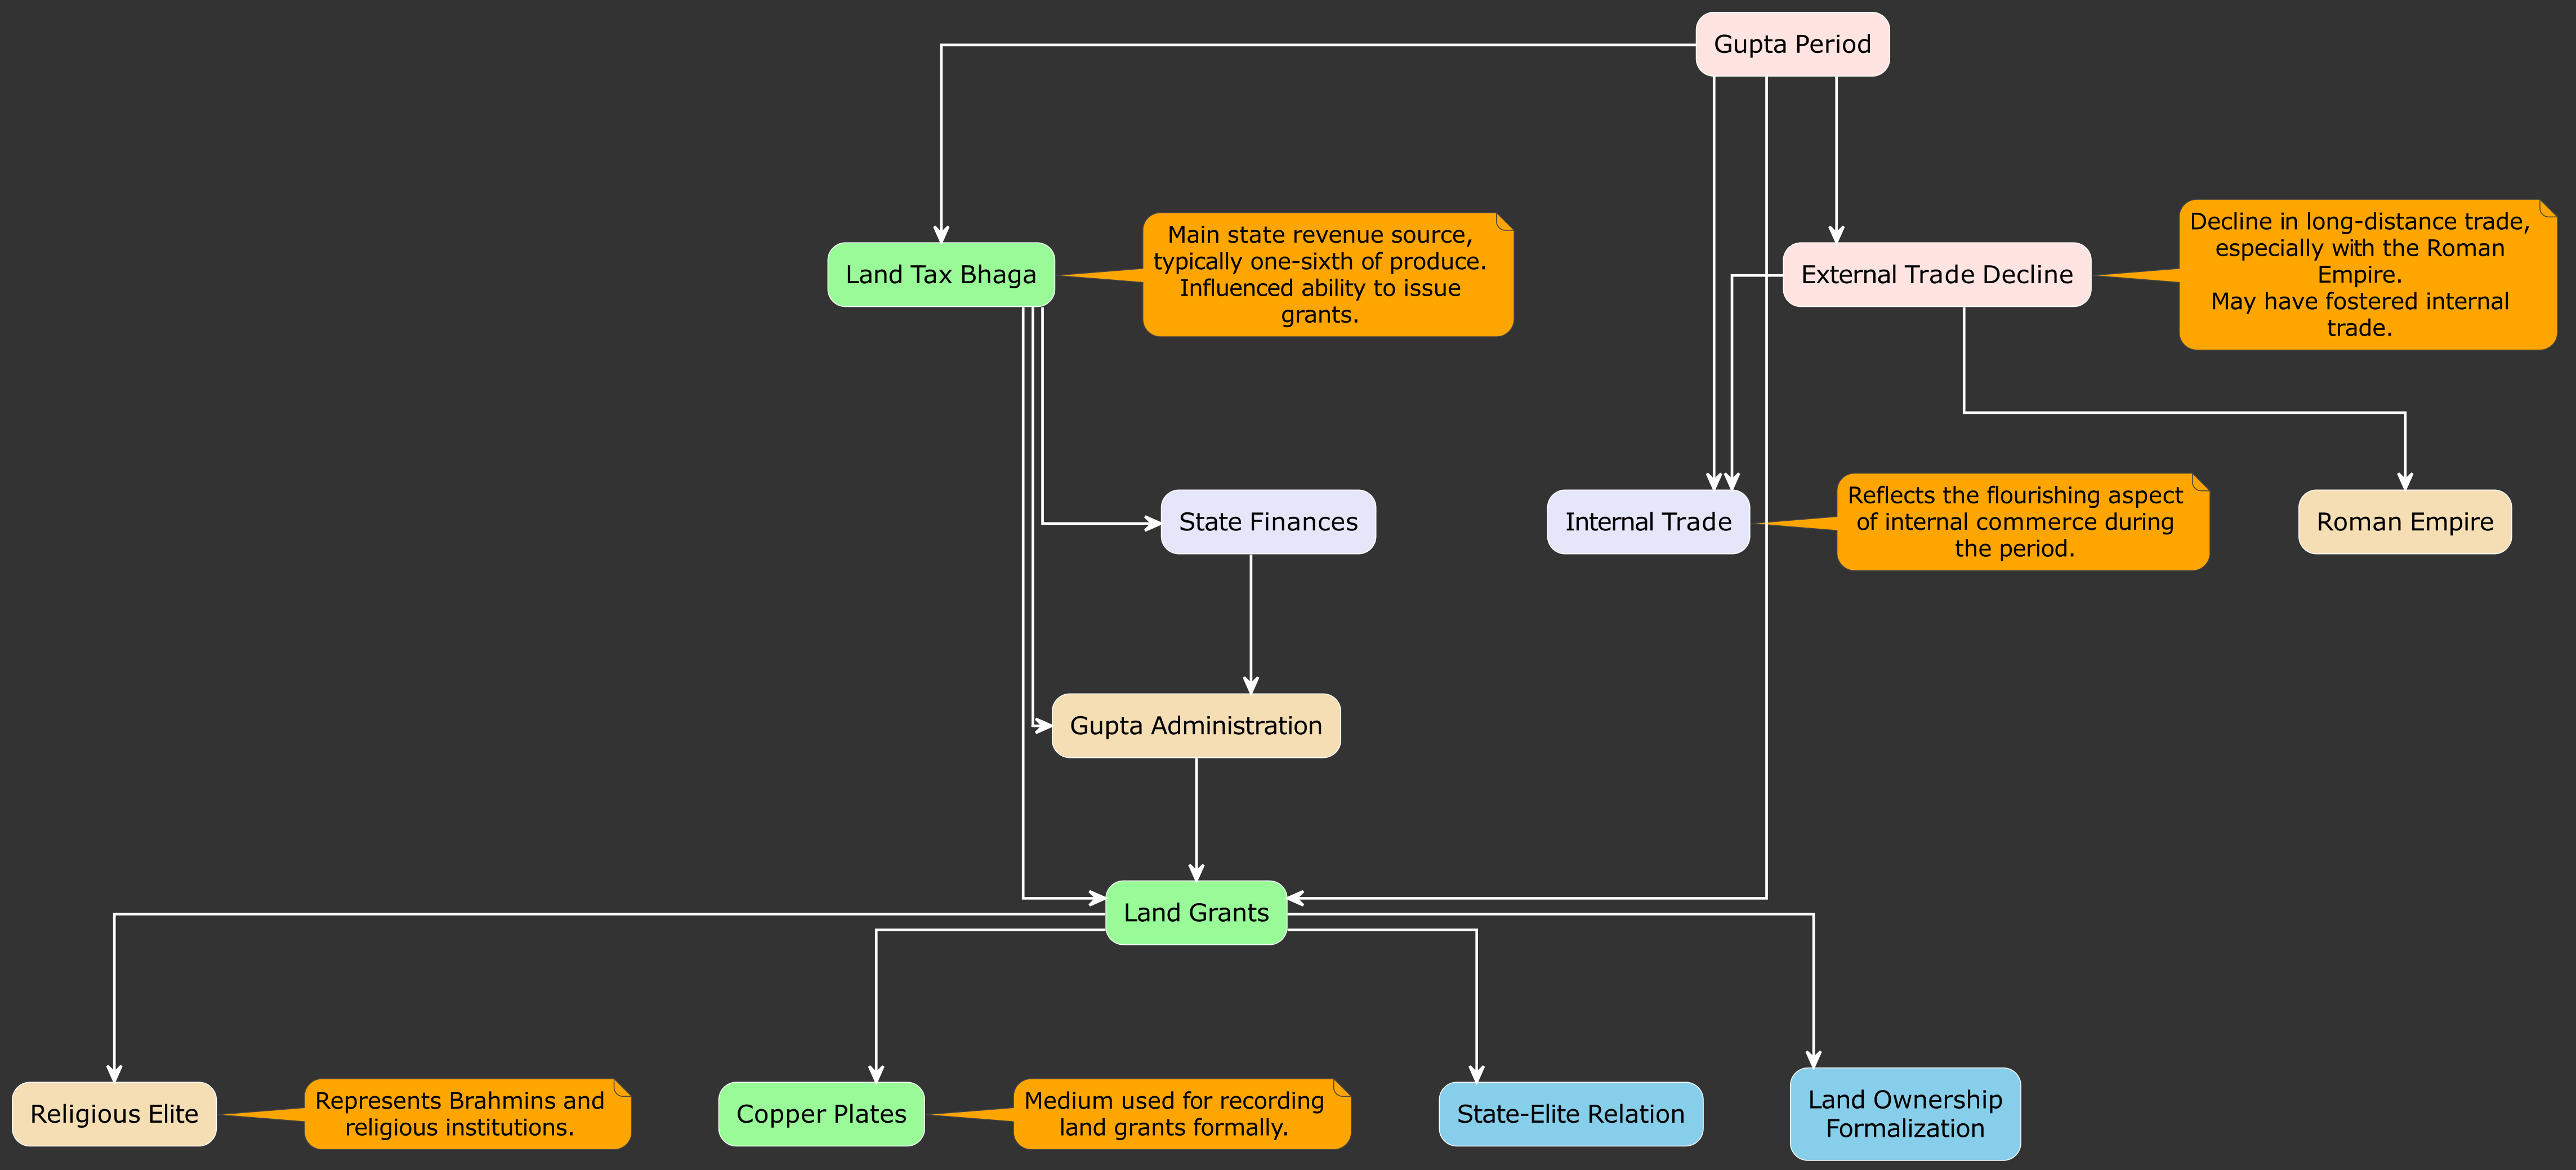 Gupta Period
Land Tax Bhaga
Main state revenue source,
typically one-sixth of produce.
Influenced ability to issue
grants.
External Trade Decline
Decline in long-distance trade,
especially with the Roman
Empire.
May have fostered internal
trade.
State Finances
Internal Trade
Reflects the flourishing aspect
of internal commerce during
the period.
Roman Empire
Gupta Administration
Land Grants
Religious Elite
Represents Brahmins and
religious institutions.
Copper Plates
Medium used for recording
land grants formally.
State-Elite Relation
Land Ownership
Formalization